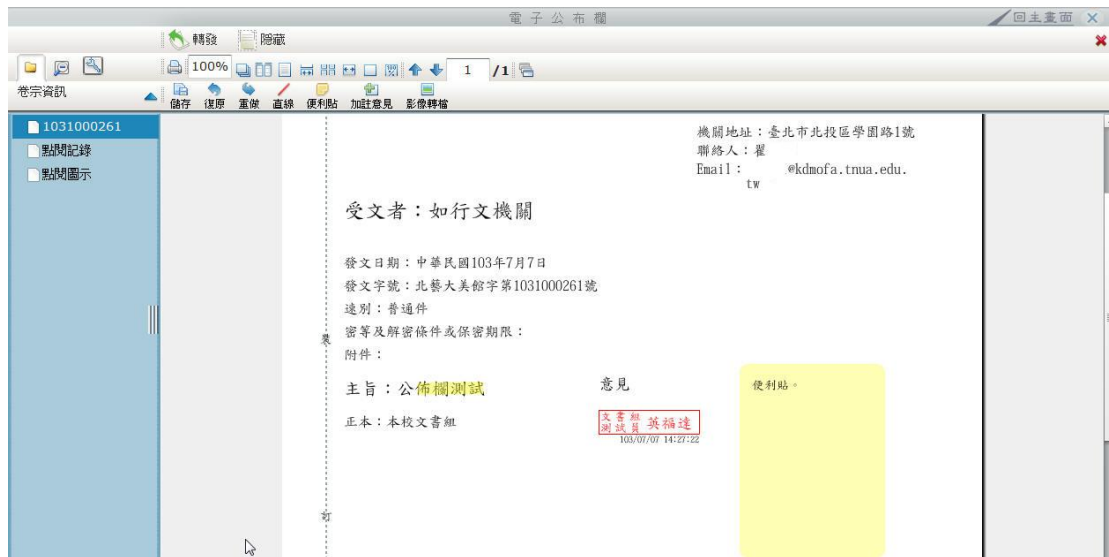 電子公布欄
回主畫面
轉發 隱藏
100% 1 /1
卷宗資訊
儲存 復原 重做 直線 便利貼 加註意見 影像轉檔
1031000261
點閱記錄
點閱圖示
機關地址：臺北市北投區學園路1號
聯絡人：翟
Email： @kdmofa.tnua.edu.
tw
受文者：如行文機關
發文日期：中華民國103年7月7日
發文字號：北藝大美館字第1031000261號
速別：普通件
密等及解密條件或保密期限：
裝
附件：
主旨：公佈欄測試
意見
便利貼。
正本：本校文書組
文書組
測試員 英福達
103/07/07 14:27:22
訂